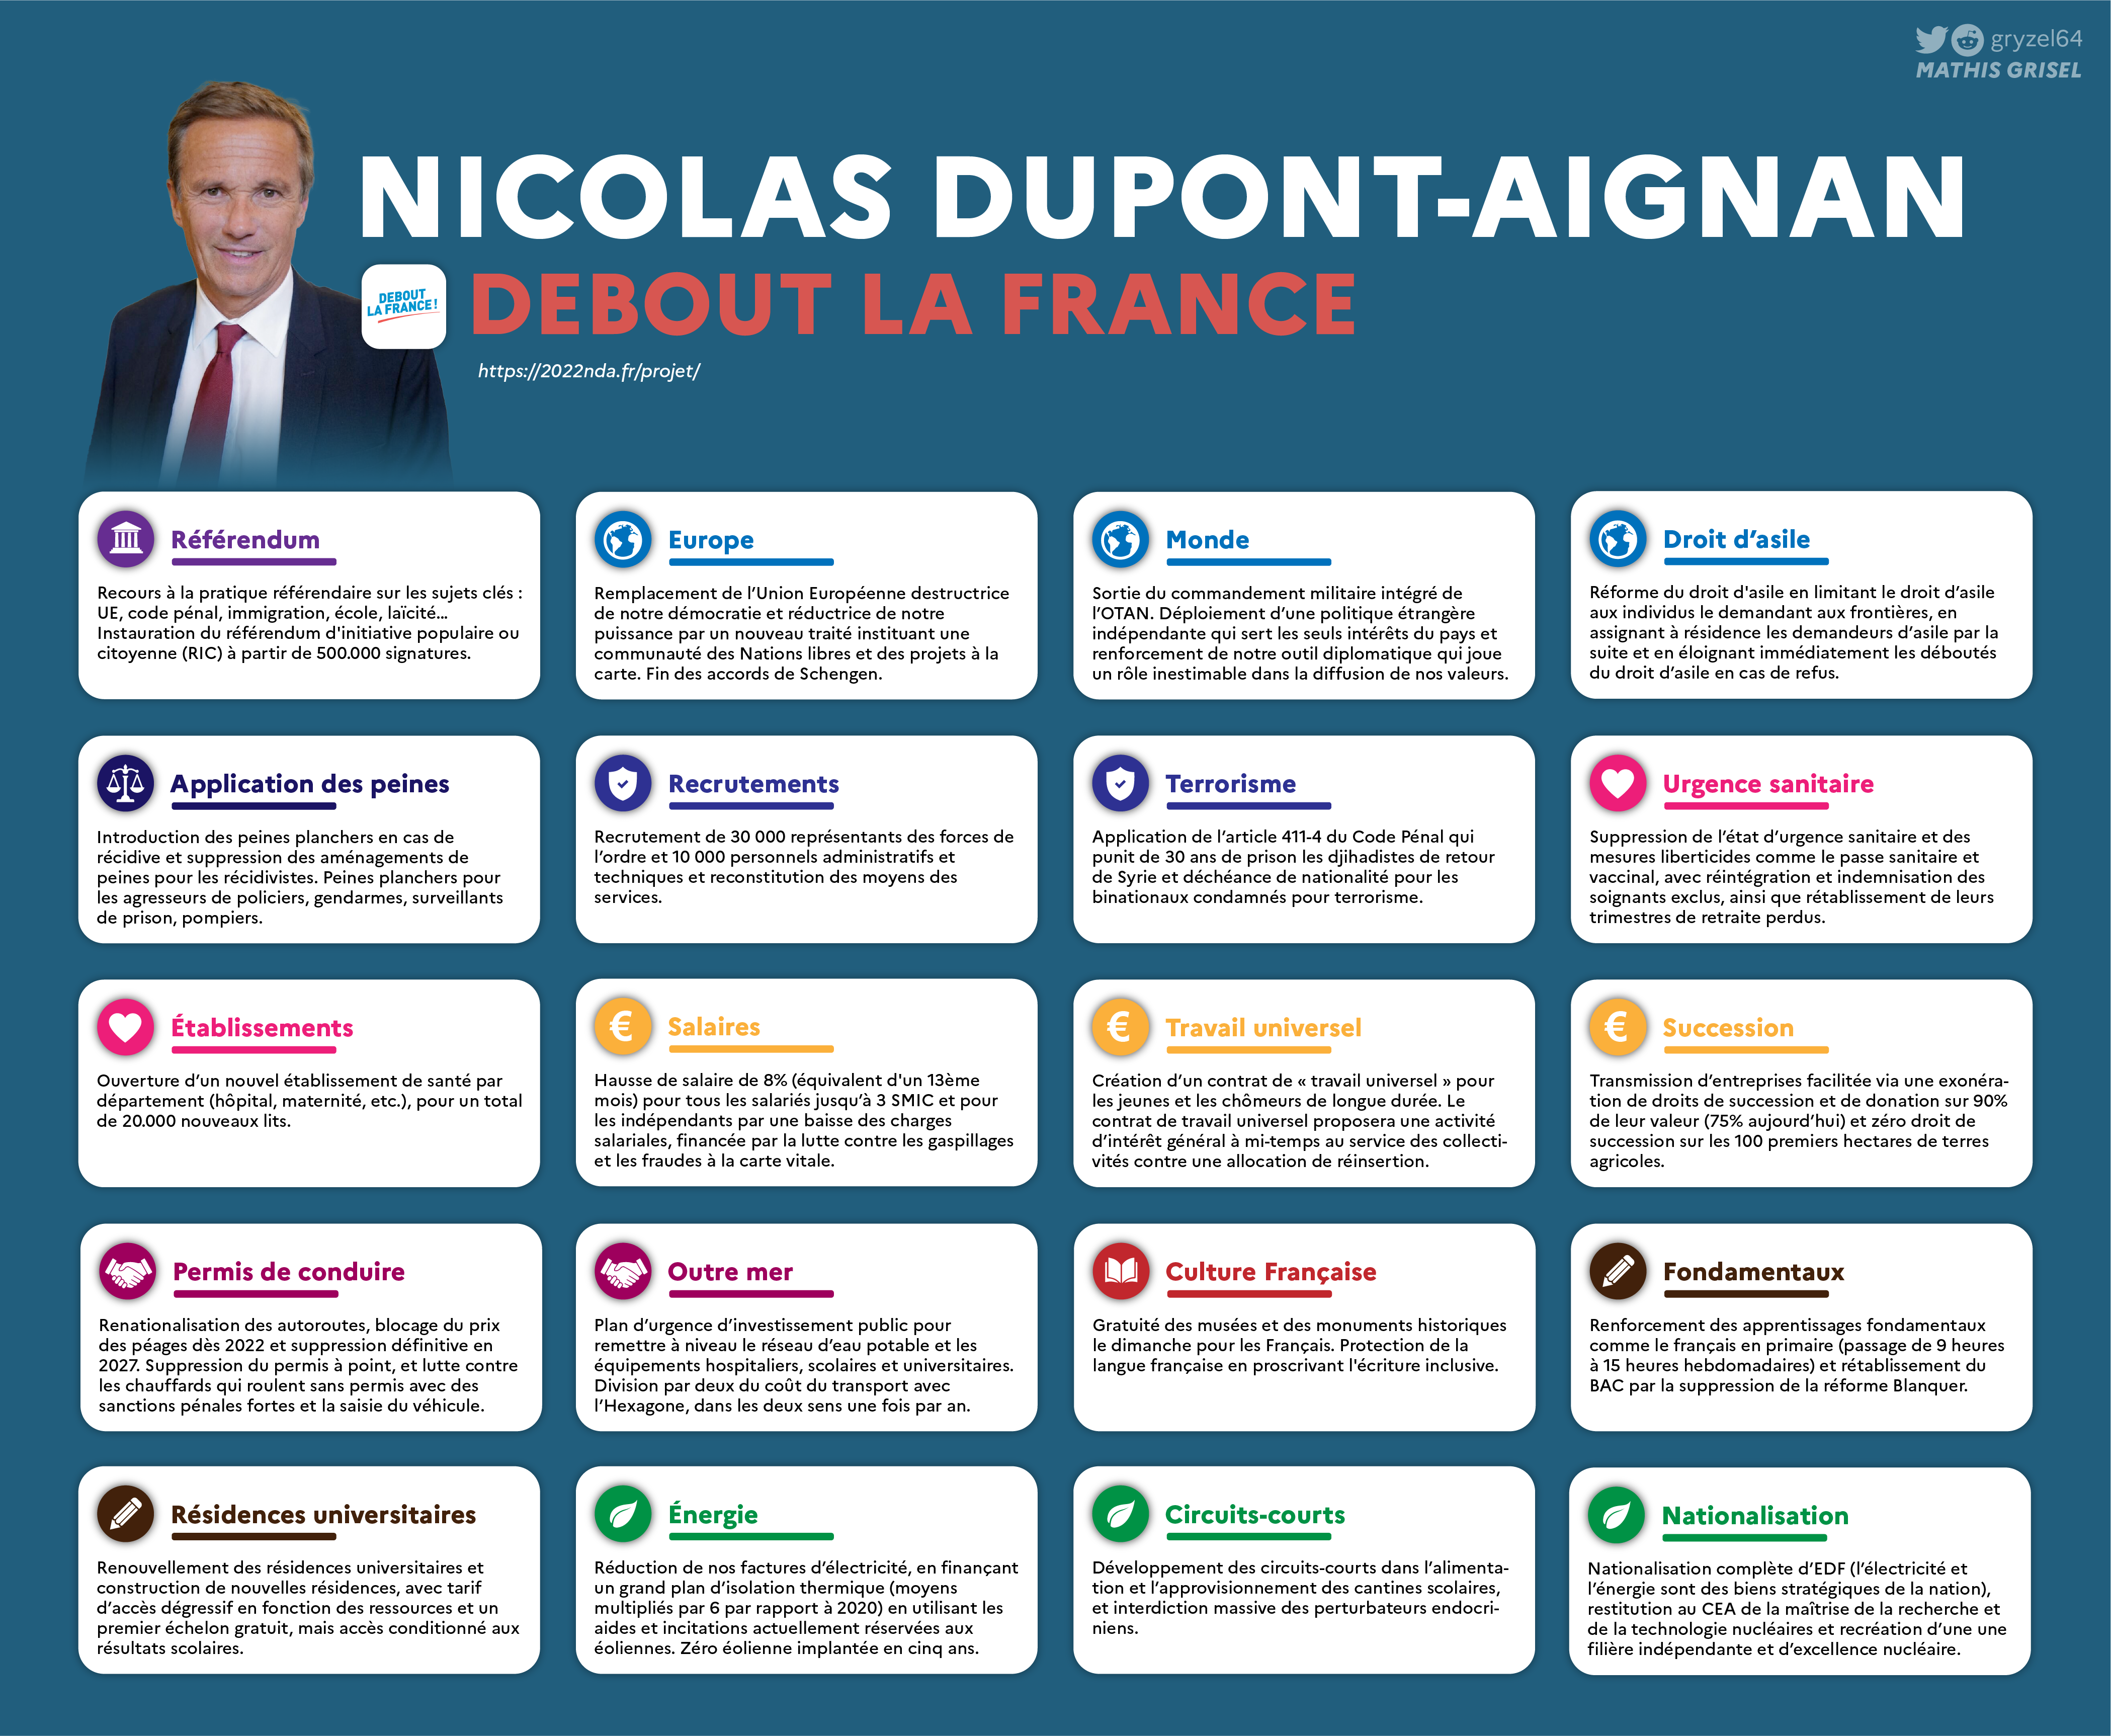 gryzel64
MATHIS GRISEL
NICOLAS DUPONT-AIGNAN
DEBOUT
LA FRANCE !
DEBOUT LA FRANCE
https://2022nda.fr/projet/
Référendum
Recours à la pratique référendaire sur les sujets clés :
UE, code pénal, immigration, école, laïcité...
Instauration du référendum d'initiative populaire ou
citoyenne (RIC) à partir de 500.000 signatures.
Europe
Remplacement de l’Union Européenne destructrice
de notre démocratie et réductrice de notre
puissance par un nouveau traité instituant une
communauté des Nations libres et des projets à la
carte. Fin des accords de Schengen.
Monde
Sortie du commandement militaire intégré de
l’OTAN. Déploiement d’une politique étrangère
indépendante qui sert les seuls intérêts du pays et
renforcement de notre outil diplomatique qui joue
un rôle inestimable dans la diffusion de nos valeurs.
Droit d’asile
Réforme du droit d'asile en limitant le droit d’asile
aux individus le demandant aux frontières, en
assignant à résidence les demandeurs d’asile par la
suite et en éloignant immédiatement les déboutés
du droit d’asile en cas de refus.
Application des peines
Introduction des peines planchers en cas de
récidive et suppression des aménagements de
peines pour les récidivistes. Peines planchers pour
les agresseurs de policiers, gendarmes, surveillants
de prison, pompiers.
Recrutements
Recrutement de 30 000 représentants des forces de
l’ordre et 10 000 personnels administratifs et
techniques et reconstitution des moyens des
services.
Terrorisme
Application de l’article 411-4 du Code Pénal qui
punit de 30 ans de prison les djihadistes de retour
de Syrie et déchéance de nationalité pour les
binationaux condamnés pour terrorisme.
Urgence sanitaire
Suppression de l’état d’urgence sanitaire et des
mesures liberticides comme le passe sanitaire et
vaccinal, avec réintégration et indemnisation des
soignants exclus, ainsi que rétablissement de leurs
trimestres de retraite perdus.
Établissements
Ouverture d’un nouvel établissement de santé par
département (hôpital, maternité, etc.), pour un total
de 20.000 nouveaux lits.
Salaires
Hausse de salaire de 8% (équivalent d'un 13ème
mois) pour tous les salariés jusqu’à 3 SMIC et pour
les indépendants par une baisse des charges
salariales, financée par la lutte contre les gaspillages
et les fraudes à la carte vitale.
Travail universel
Création d’un contrat de « travail universel » pour
les jeunes et les chômeurs de longue durée. Le
contrat de travail universel proposera une activité
d’intérêt général à mi-temps au service des collecti-
vités contre une allocation de réinsertion.
Succession
Transmission d’entreprises facilitée via une exonéra-
tion de droits de succession et de donation sur 90%
de leur valeur (75% aujourd’hui) et zéro droit de
succession sur les 100 premiers hectares de terres
agricoles.
Permis de conduire
Renationalisation des autoroutes, blocage du prix
des péages dès 2022 et suppression définitive en
2027. Suppression du permis à point, et lutte contre
les chauffards qui roulent sans permis avec des
sanctions pénales fortes et la saisie du véhicule.
Outre mer
Plan d’urgence d’investissement public pour
remettre à niveau le réseau d’eau potable et les
équipements hospitaliers, scolaires et universitaires.
Division par deux du coût du transport avec
l’Hexagone, dans les deux sens une fois par an.
Culture Française
Gratuité des musées et des monuments historiques
le dimanche pour les Français. Protection de la
langue française en proscrivant l'écriture inclusive.
Fondamentaux
Renforcement des apprentissages fondamentaux
comme le français en primaire (passage de 9 heures
à 15 heures hebdomadaires) et rétablissement du
BAC par la suppression de la réforme Blanquer.
Résidences universitaires
Renouvellement des résidences universitaires et
construction de nouvelles résidences, avec tarif
d’accès dégressif en fonction des ressources et un
premier échelon gratuit, mais accès conditionné aux
résultats scolaires.
Énergie
Réduction de nos factures d’électricité, en finançant
un grand plan d’isolation thermique (moyens
multipliés par 6 par rapport à 2020) en utilisant les
aides et incitations actuellement réservées aux
éoliennes. Zéro éolienne implantée en cinq ans.
Circuits-courts
Développement des circuits-courts dans l’alimenta-
tion et l’approvisionnement des cantines scolaires,
et interdiction massive des perturbateurs endocri-
niens.
Nationalisation
Nationalisation complète d’EDF (l’électricité et
l’énergie sont des biens stratégiques de la nation),
restitution au CEA de la maîtrise de la recherche et
de la technologie nucléaires et recréation d’une une
filière indépendante et d’excellence nucléaire.